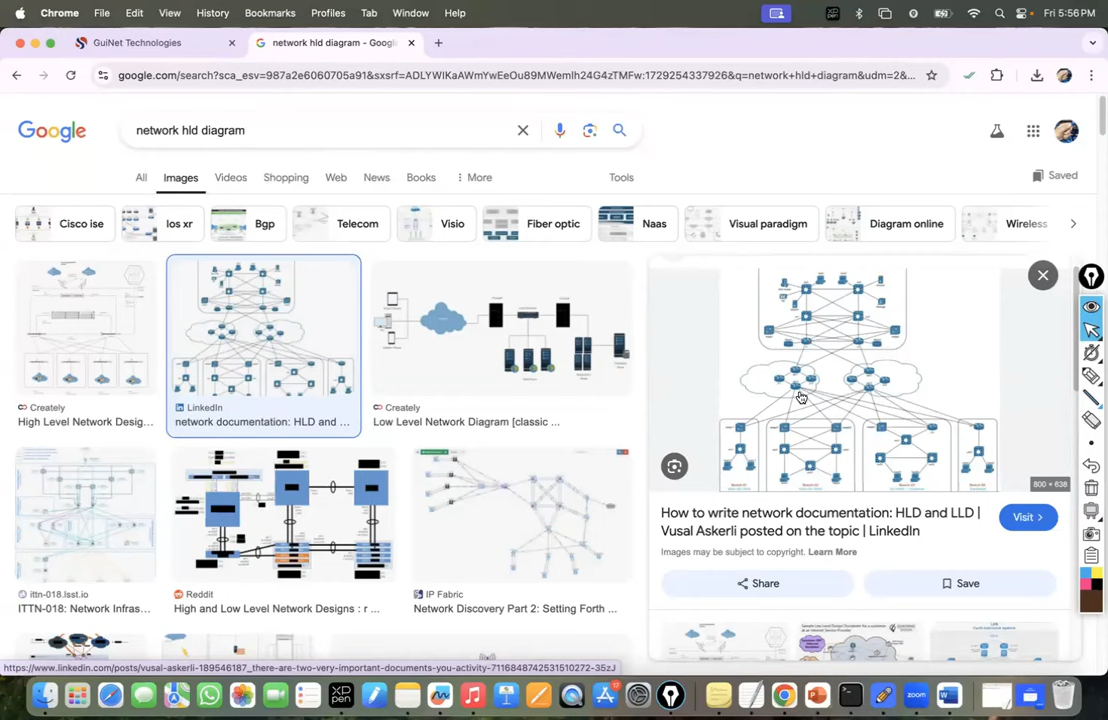 Chrome File Edit View History Bookmarks Profiles Tab Window Help
Fri 5:56 PM
GuiNet Technologies
network hld diagram - Googl
google.com/search?sca_esv=987a2e6060705a91&sxsrf=ADLYWIKaAWmYwEeOu89MWemIh24G4zTMFw:1729254337926&q=network+hld+diagram&udm=2&...
Google
network hld diagram
All Images Videos Shopping Web News Books More Tools
Saved
Cisco ise
Ios xr
Bgp
Telecom
Visio
Fiber optic
Naas
Visual paradigm
Diagram online
Wireless
Creately
High Level Network Desig...
LinkedIn
network documentation: HLD and ...
Creately
Low Level Network Diagram [classic ...
ittn-018.lsst.io
ITTN-018: Network Infras...
Reddit
High and Low Level Network Designs : r ...
IP Fabric
Network Discovery Part 2: Setting Forth ...
800 × 638
How to write network documentation: HLD and LLD |
Vusal Askerli posted on the topic | LinkedIn
Visit >
Images may be subject to copyright. Learn More
Share
Save
https://www.linkedin.com/posts/vusal-askerli-189546187_there-are-two-very-important-documents-you-activity-7116848742531510272-35zJ
zoom